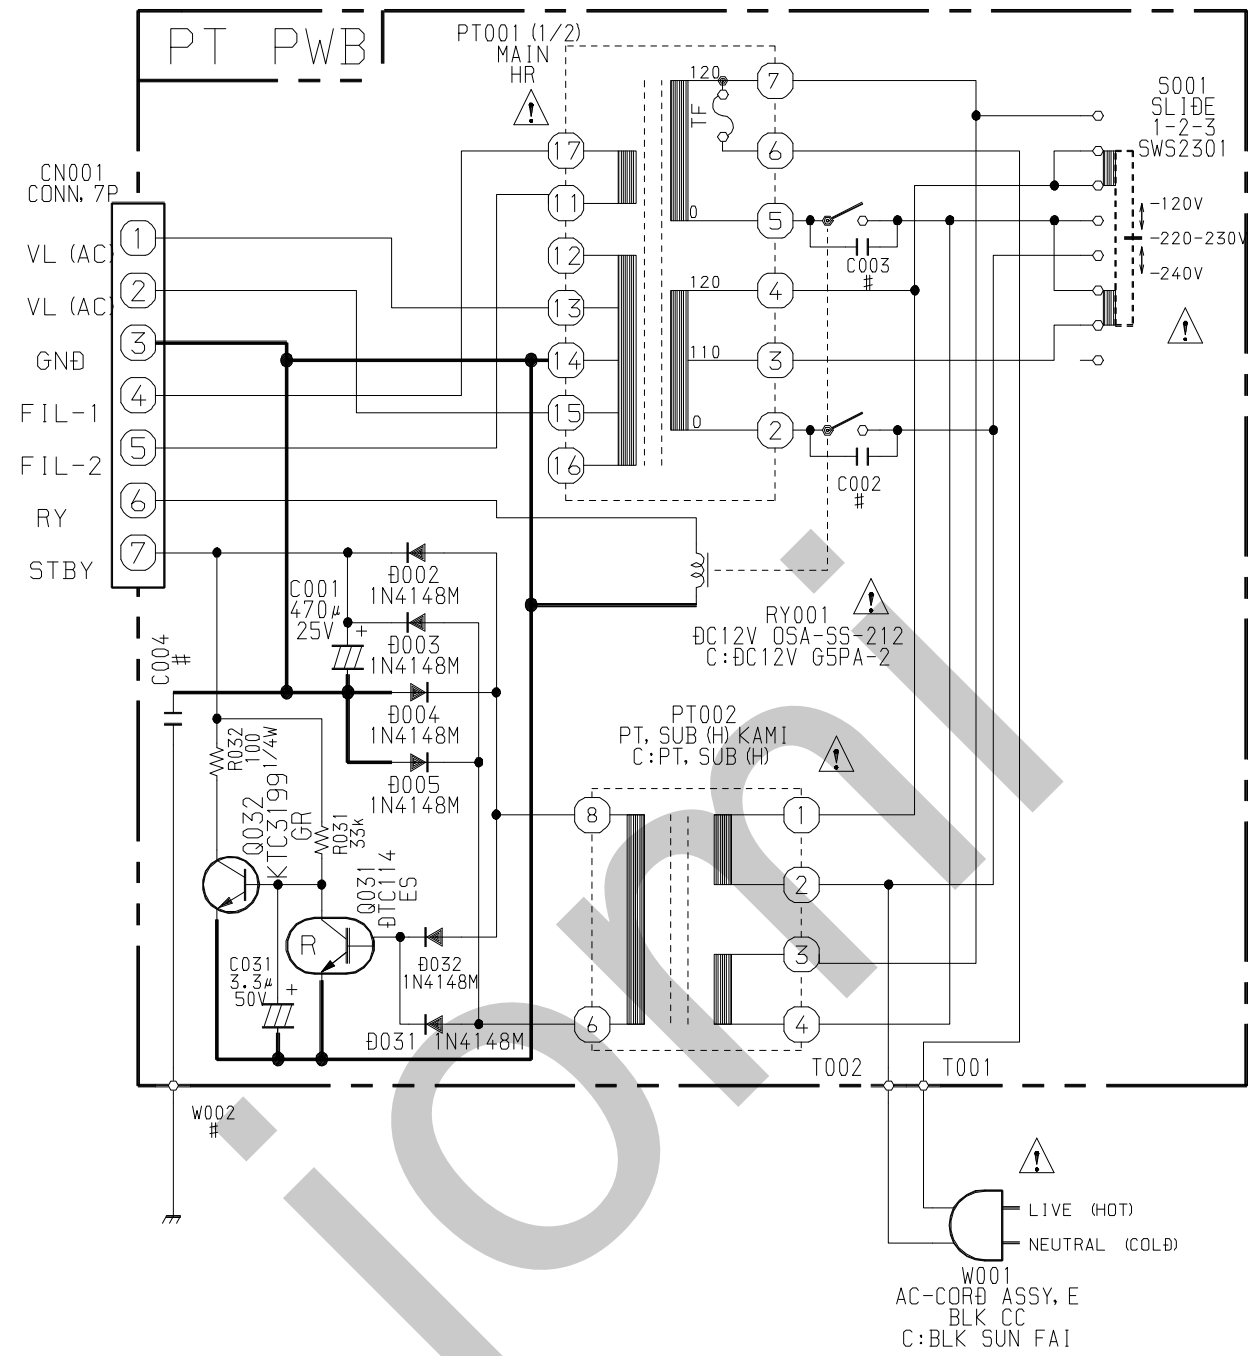 PT PWB
PT001 (1/2)
MAIN
HR
!
S001
SLIDE
1-2-3
SWS2301
-120V
-220-230V
-240V
!
CN001
CONN, 7P
1
VL (AC)
2
VL (AC)
3
GND
4
FIL-1
5
FIL-2
6
RY
7
STBY
17
11
12
13
14
15
16
120
TF
0
120
110
0
7
6
5
4
3
2
C003
#
C002
#
RY001
DC12V OSA-SS-212
C:DC12V G5PA-2
!
D002
1N4148M
D003
1N4148M
D004
1N4148M
D005
1N4148M
C001
470μ
25V
+
C004
#
R032
100
1/4W
Q032
KTC3199
GR
R031
33k
Q031
DTC114
ES
R
C031
3.3μ
50V
+
D032
1N4148M
D031 1N4148M
PT002
PT, SUB (H) KAMI
C:PT, SUB (H)
!
8
6
1
2
3
4
T002
T001
W002
#
!
LIVE (HOT)
NEUTRAL (COLD)
W001
AC-CORD ASSY, E
BLK CC
C:BLK SUN FAI
jomi